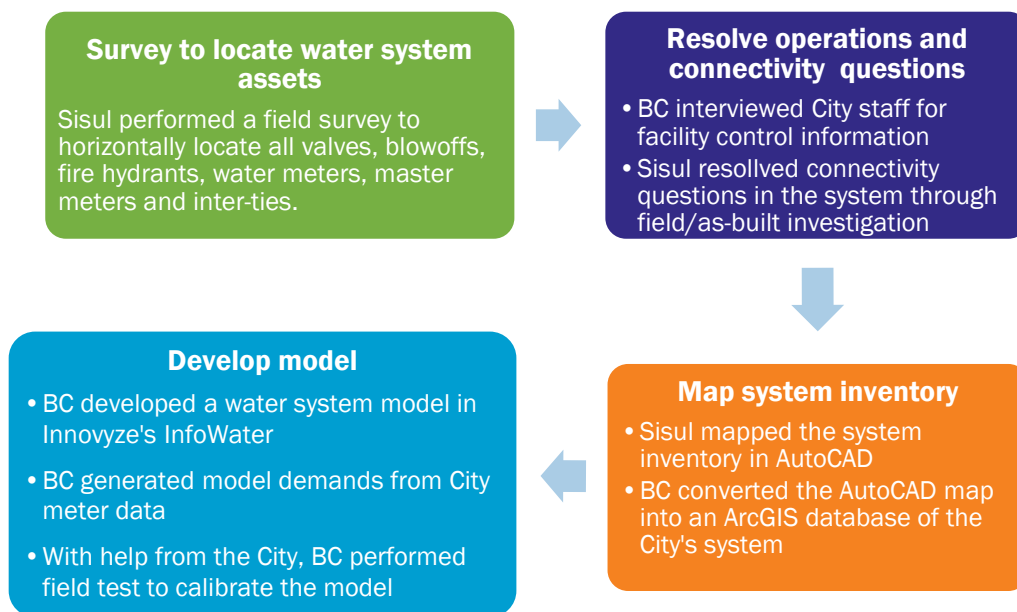 Survey to locate water system
assets
Sisul performed a field survey to
horizontally locate all valves, blowoffs,
fire hydrants, water meters, master
meters and inter-ties.
Resolve operations and
connectivity questions
• BC interviewed City staff for
facility control information
• Sisul resollved connectivity
questions in the system through
field/as-built investigation
Map system inventory
• Sisul mapped the system
inventory in AutoCAD
• BC converted the AutoCAD map
into an ArcGIS database of the
City's system
Develop model
• BC developed a water system model in
Innovyze's InfoWater
• BC generated model demands from City
meter data
• With help from the City, BC performed
field test to calibrate the model